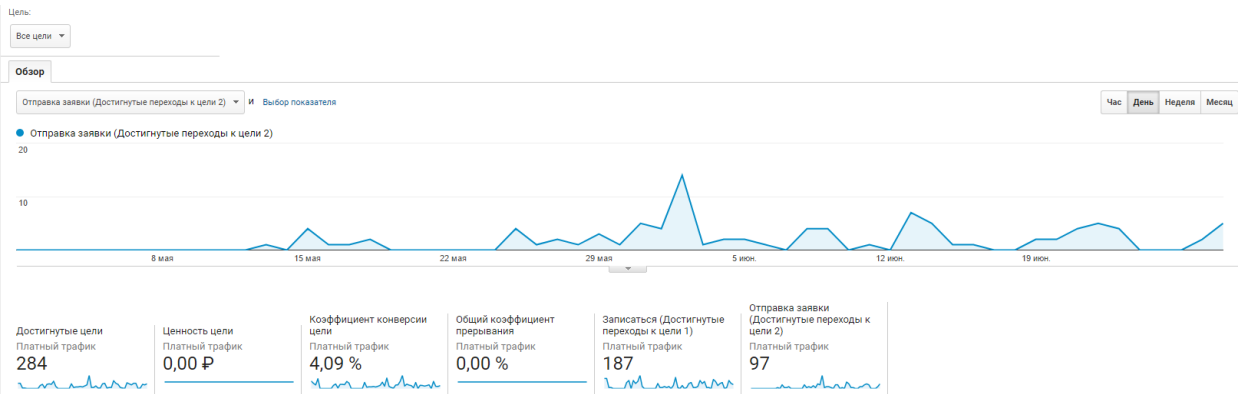 Цель:
Все цели
Обзор
Отправка заявки (Достигнутые переходы к цели 2) и Выбор показателя
Час День Неделя Месяц
Отправка заявки (Достигнутые переходы к цели 2)
20
10
8 мая 15 мая 22 мая 29 мая 5 июн. 12 июн. 19 июн.
Достигнутые цели
Платный трафик
284
Ценность цели
Платный трафик
0,00 ₽
Коэффициент конверсии
цели
Платный трафик
4,09 %
Общий коэффициент
прерывания
Платный трафик
0,00 %
Записаться (Достигнутые
переходы к цели 1)
Платный трафик
187
Отправка заявки
(Достигнутые переходы к
цели 2)
Платный трафик
97